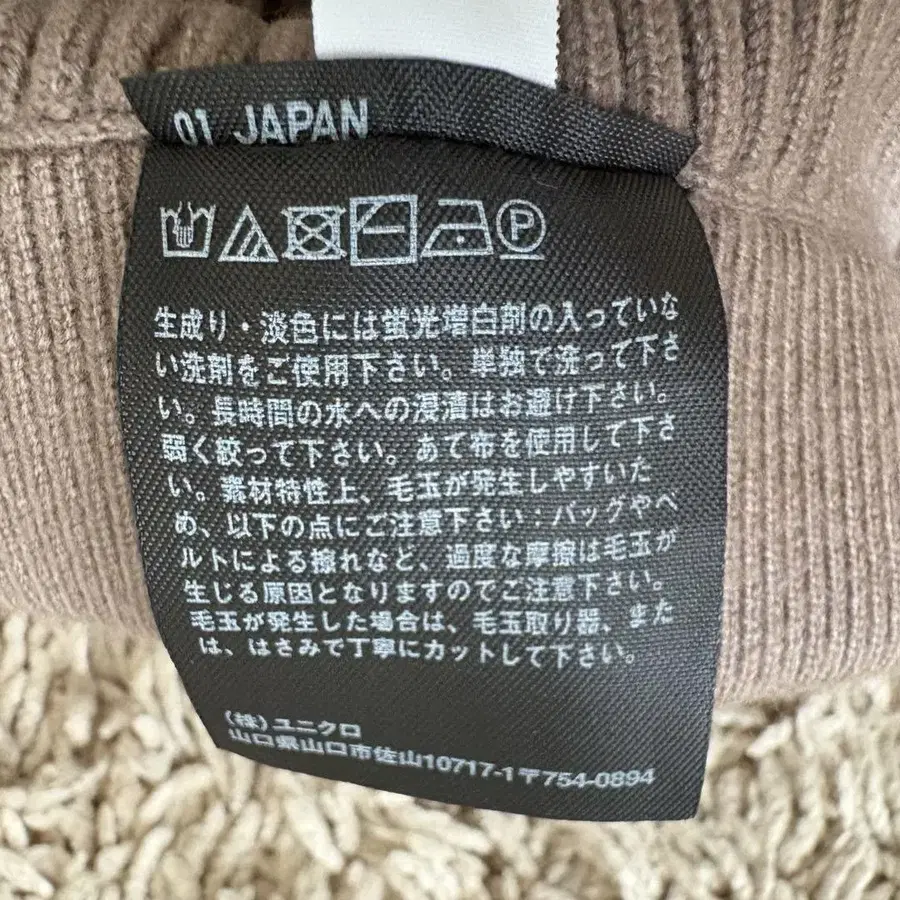 01 JAPAN
P
生成り・淡色には蛍光増白剤の入っていな
い洗剤をご使用下さい。単独で洗って下さ
い。長時間の水への浸漬はお避け下さい。
弱く絞って下さい。あて布を使用して下さ
い。素材特性上、毛玉が発生しやすいた
め、以下の点にご注意下さい：バッグやベ
ルトによる擦れなど、過度な摩擦は毛玉が
生じる原因となりますのでご注意下さい。
毛玉が発生した場合は、毛玉取り器、また
は、はさみで丁寧にカットして下さい。
(株)ユニクロ
山口県山口市佐山10717-1〒754-0894